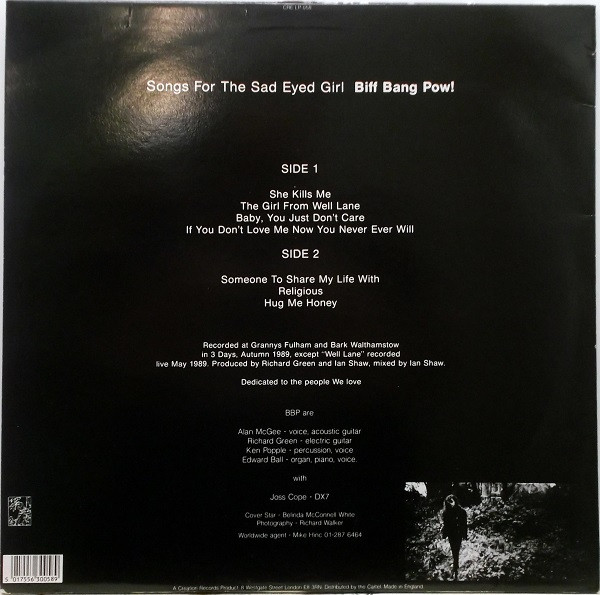 CRE LP 058
Songs For The Sad Eyed Girl Biff Bang Pow!
SIDE 1
She Kills Me
The Girl From Well Lane
Baby, You Just Don't Care
If You Don't Love Me Now You Never Ever Will
SIDE 2
Someone To Share My Life With
Religious
Hug Me Honey
Recorded at Grannys Fulham and Bark Walthamstow
in 3 Days, Autumn 1989, except "Well Lane" recorded
live May 1989. Produced by Richard Green and Ian Shaw, mixed by Ian Shaw.
Dedicated to the people We love
BBP are
Alan McGee - voice, acoustic guitar
Richard Green - electric guitar
Ken Popple - percussion, voice
Edward Ball - organ, piano, voice.
with
Joss Cope - DX7
Cover Star - Belinda McConnell White
Photography - Richard Walker
Worldwide agent - Mike Hinc 01-287 6464
5 017556 300589
A Creation Records Product. 8 Westgate Street London E8 3RN. Distributed by the Cartel. Made in England.